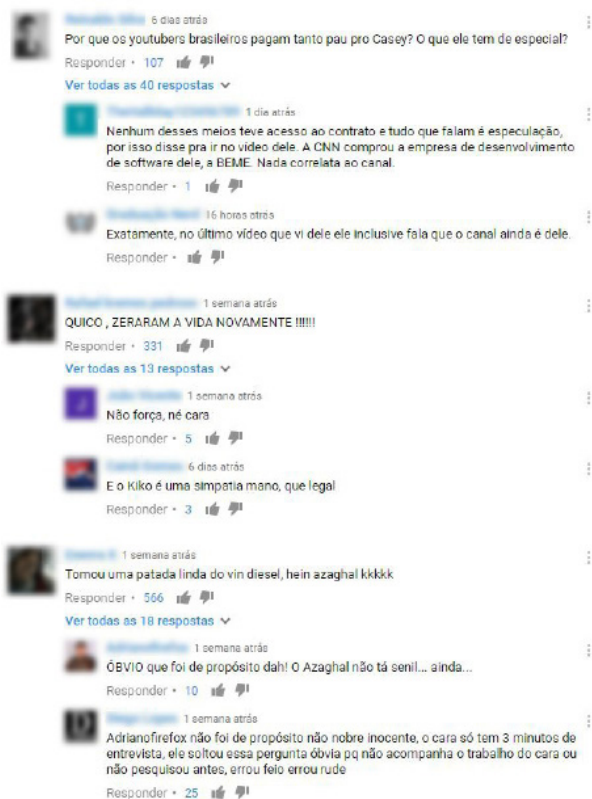 6 dias atrás
Por que os youtubers brasileiros pagam tanto pau pro Casey? O que ele tem de especial?
Responder • 107
Ver todas as 40 respostas
1 dia atrás
Nenhum desses meios teve acesso ao contrato e tudo que falam é especulação,
por isso disse pra ir no vídeo dele. A CNN comprou a empresa de desenvolvimento
de software dele, a BEME. Nada correlata ao canal.
Responder • 1
16 horas atrás
Exatamente, no último vídeo que vi dele ele inclusive fala que o canal ainda é dele.
Responder •
1 semana atrás
QUICO , ZERARAM A VIDA NOVAMENTE !!!!!!
Responder • 331
Ver todas as 13 respostas
J 1 semana atrás
Não força, né cara
Responder • 5
6 dias atrás
E o Kiko é uma simpatia mano, que legal
Responder • 3
1 semana atrás
Tomou uma patada linda do vin diesel, hein azaghal kkkkk
Responder • 566
Ver todas as 18 respostas
1 semana atrás
ÓBVIO que foi de propósito dah! O Azaghal não tá senil... ainda...
Responder • 10
1 semana atrás
Adrianofirefox não foi de propósito não nobre inocente, o cara só tem 3 minutos de
entrevista, ele soltou essa pergunta óbvia pq não acompanha o trabalho do cara ou
não pesquisou antes, errou feio errou rude
Responder • 25